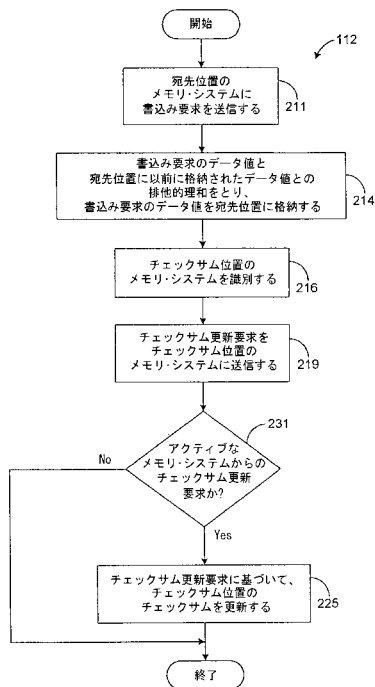 開始
112
宛先位置の
メモリ・システムに
書込み要求を送信する
211
書込み要求のデータ値と
宛先位置に以前に格納されたデータ値との
排他的理和をとり、
書込み要求のデータ値を宛先位置に格納する
214
チェックサム位置の
メモリ・システムを識別する
216
チェックサム更新要求を
チェックサム位置の
メモリ・システムに送信する
219
231
アクティブな
メモリ・システムからの
チェックサム更新
要求か?
No
Yes
チェックサム更新要求に基づいて、
チェックサム位置の
チェックサムを更新する
225
終了